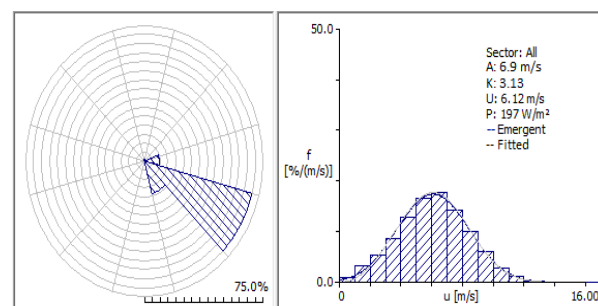 75.0%
50.0
Sector: All
A: 6.9 m/s
K: 3.13
U: 6.12 m/s
P: 197 W/m²
-- Emergent
-- Fitted
f
[%/(m/s)]
0.0
0
u [m/s]
16.00